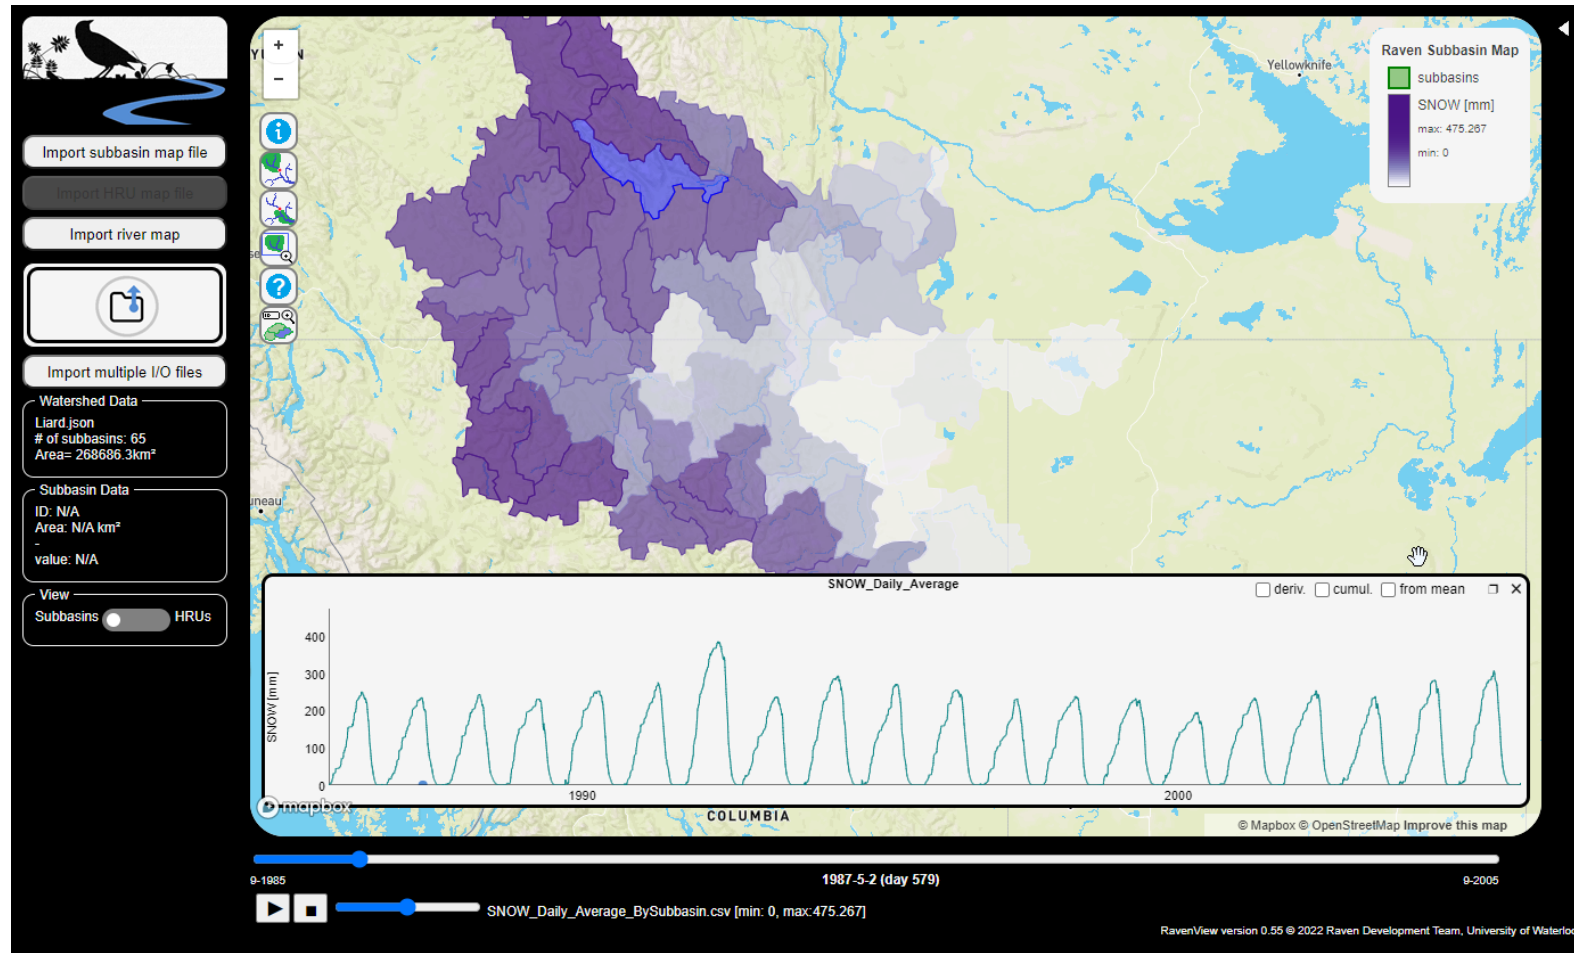 Import subbasin map file
Import HRU map file
Import river map
Import multiple I/O files
Watershed Data
Liard.json
# of subbasins: 65
Area= 268686.3km²
Subbasin Data
ID: N/A
Area: N/A km²
-
value: N/A
View
Subbasins
HRUs
+
−
i
?
Yellowknife
Raven Subbasin Map
subbasins
SNOW [mm]
max: 475.267
min: 0
SNOW_Daily_Average
deriv.
cumul.
from mean
SNOW [mm]
400
300
200
100
0
1990
2000
mapbox
COLUMBIA
© Mapbox © OpenStreetMap Improve this map
9-1985
1987-5-2 (day 579)
9-2005
SNOW_Daily_Average_BySubbasin.csv [min: 0, max:475.267]
RavenView version 0.55 © 2022 Raven Development Team, University of Waterloo